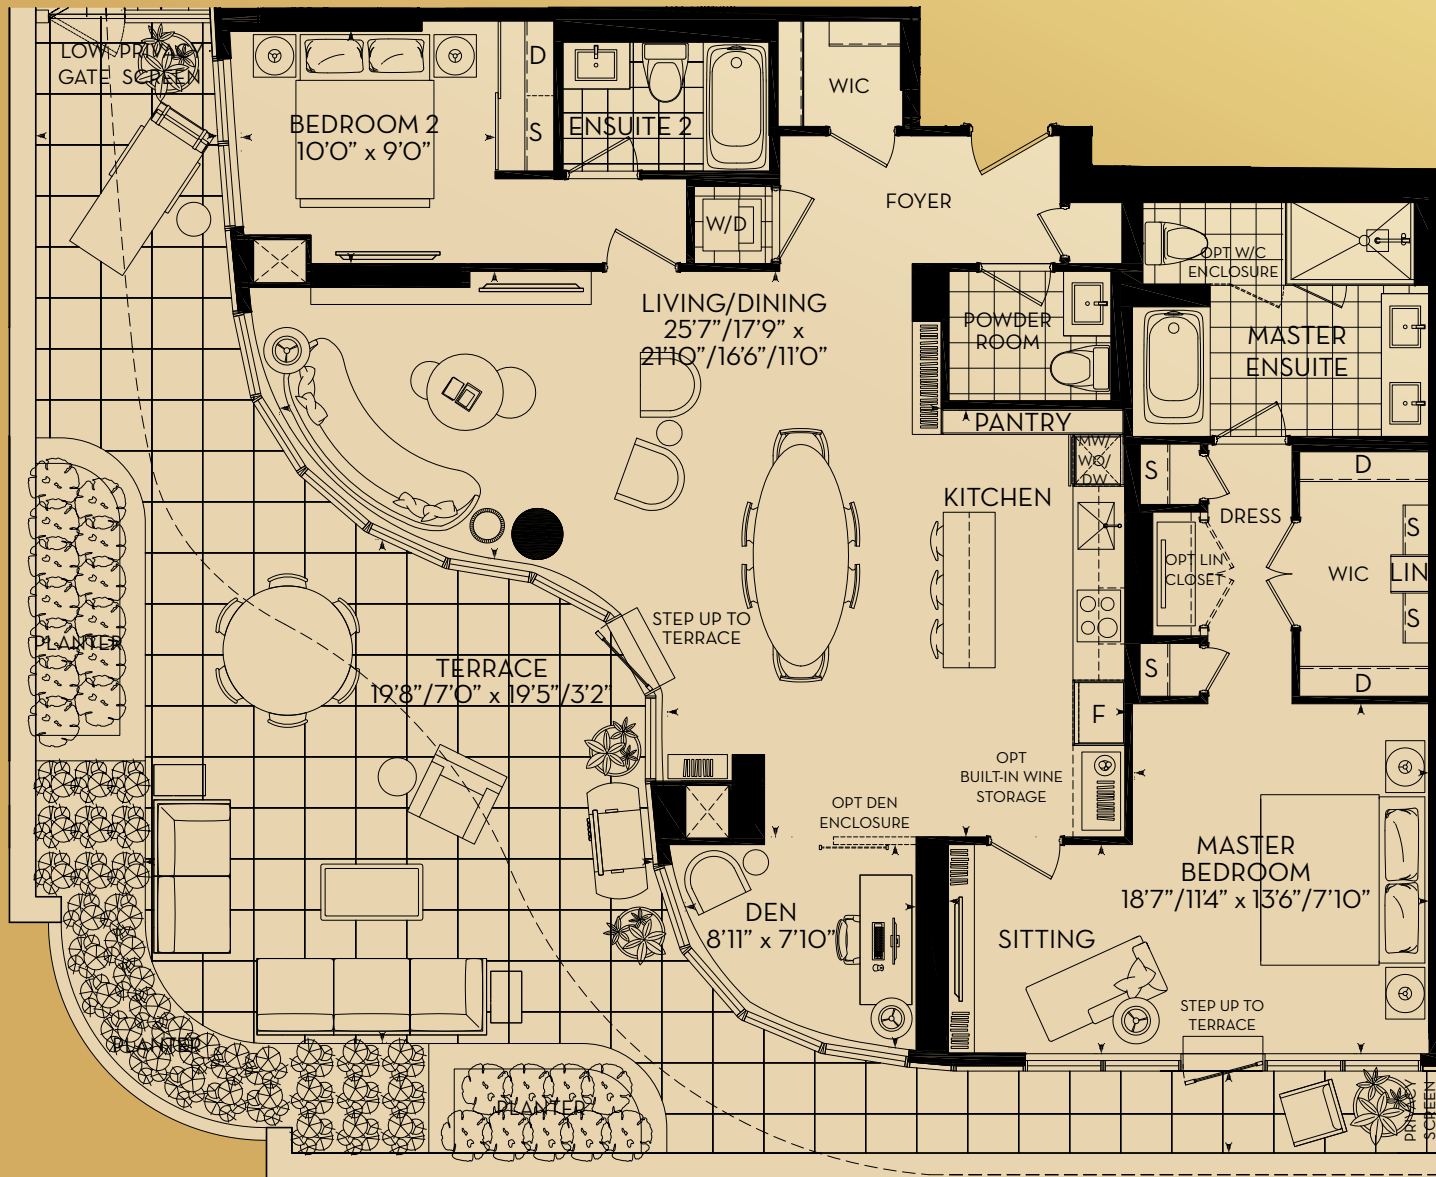 LOW PRIVACY
GATE SCREEN
BEDROOM 2
10'0" x 9'0"
D
S
ENSUITE 2
WIC
FOYER
W/D
OPT W/C
ENCLOSURE
LIVING/DINING
25'7"/17'9" x
21'10"/16'6"/11'0"
POWDER
ROOM
MASTER
ENSUITE
PANTRY
MW/
WO/
DW
KITCHEN
S
D
DRESS
S
OPT LIN
CLOSET
WIC
LIN
S
S
D
PLANTER
STEP UP TO
TERRACE
TERRACE
19'8"/7'0" x 19'5"/3'2"
F
OPT
BUILT-IN WINE
STORAGE
OPT DEN
ENCLOSURE
MASTER
BEDROOM
18'7"/11'4" x 13'6"/7'10"
DEN
8'11" x 7'10"
SITTING
STEP UP TO
TERRACE
PLANTER
PLANTER
PRIVACY
SCREEN